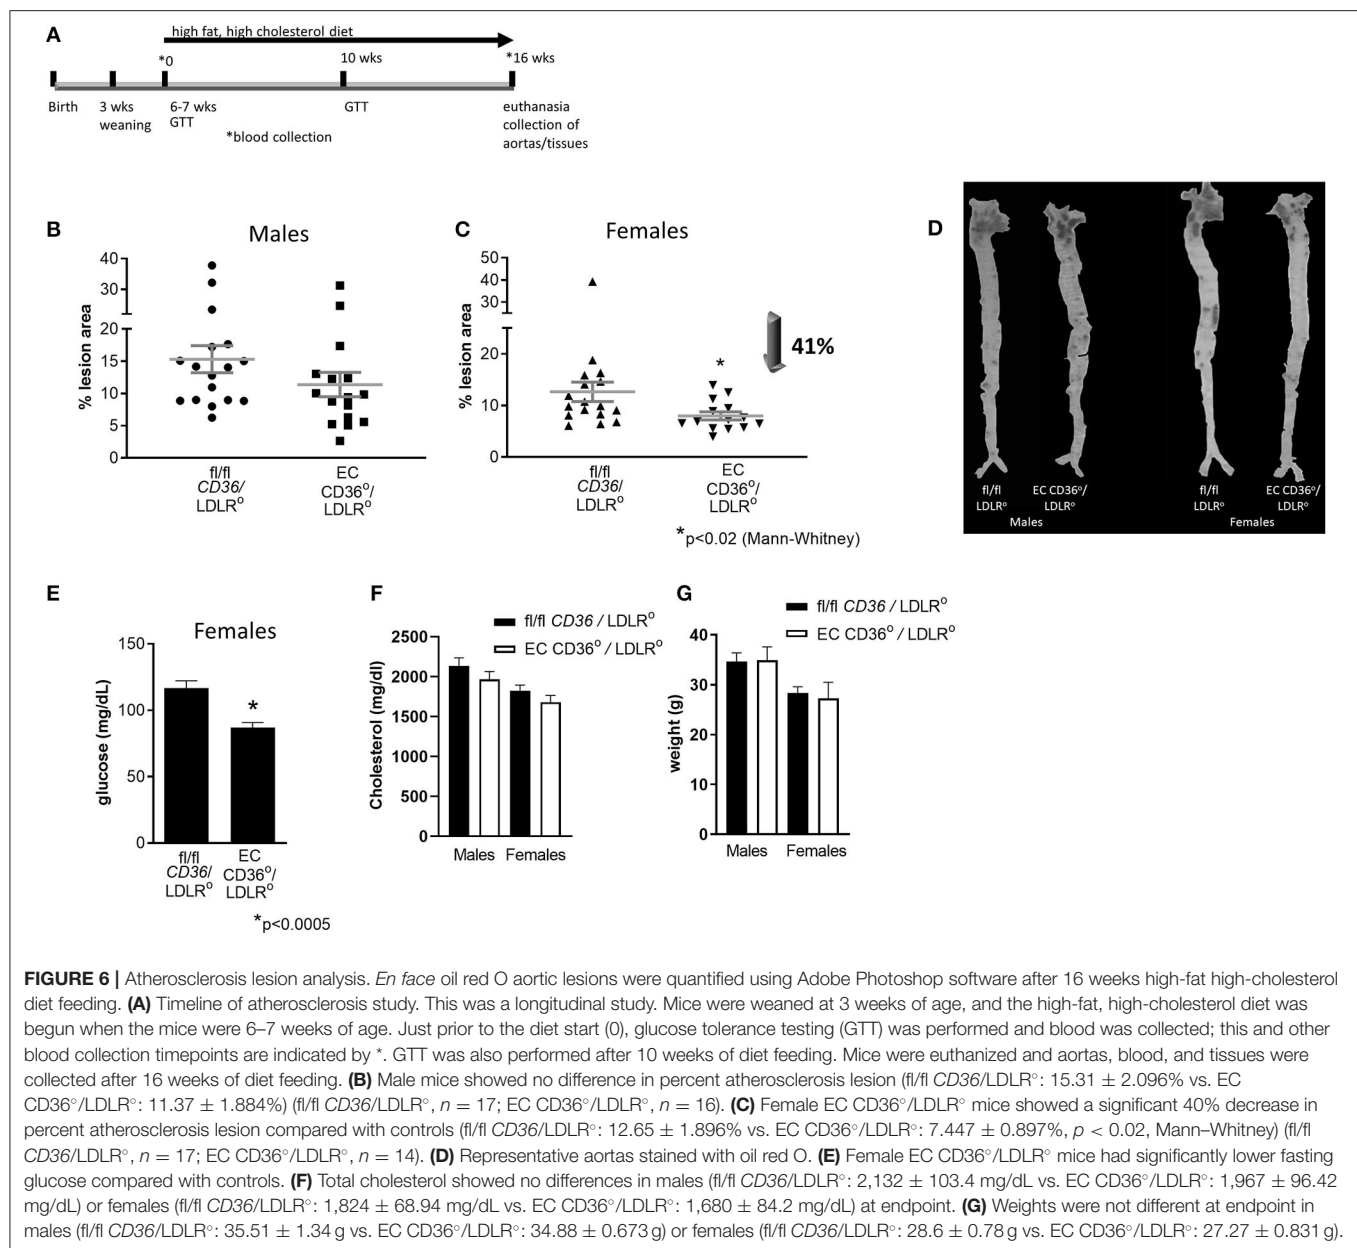 A
high fat, high cholesterol diet
*0
10 wks
*16 wks
Birth
3 wks
weaning
6-7 wks
GTT
GTT
euthanasia
collection of
aortas/tissues
*blood collection
B
Males
% lesion area
40
30
20
15
10
5
0
fl/fl
CD36/
LDLRº
EC
CD36º/
LDLRº
C
Females
% lesion area
50
40
30
20
10
0
*
41%
fl/fl
CD36/
LDLRº
EC
CD36º/
LDLRº
*p<0.02 (Mann-Whitney)
D
fl/fl
LDLRº
EC CD36º/
LDLRº
Males
fl/fl
LDLRº
EC CD36º/
LDLRº
Females
E
Females
glucose (mg/dL)
150
100
50
0
*
fl/fl
CD36/
LDLRº
EC
CD36º/
LDLRº
*p<0.0005
F
fl/fl CD36 / LDLRº
EC CD36º / LDLRº
Cholesterol (mg/dl)
2500
2000
1500
1000
500
0
Males Females
G
fl/fl CD36 / LDLRº
EC CD36º / LDLRº
weight (g)
40
30
20
10
0
Males Females
FIGURE 6 | Atherosclerosis lesion analysis. En face oil red O aortic lesions were quantified using Adobe Photoshop software after 16 weeks high-fat high-cholesterol
diet feeding. (A) Timeline of atherosclerosis study. This was a longitudinal study. Mice were weaned at 3 weeks of age, and the high-fat, high-cholesterol diet was
begun when the mice were 6–7 weeks of age. Just prior to the diet start (0), glucose tolerance testing (GTT) was performed and blood was collected; this and other
blood collection timepoints are indicated by *. GTT was also performed after 10 weeks of diet feeding. Mice were euthanized and aortas, blood, and tissues were
collected after 16 weeks of diet feeding. (B) Male mice showed no difference in percent atherosclerosis lesion (fl/fl CD36/LDLR°: 15.31 ± 2.096% vs. EC
CD36°/LDLR°: 11.37 ± 1.884%) (fl/fl CD36/LDLR°, n = 17; EC CD36°/LDLR°, n = 16). (C) Female EC CD36°/LDLR° mice showed a significant 40% decrease in
percent atherosclerosis lesion compared with controls (fl/fl CD36/LDLR°: 12.65 ± 1.896% vs. EC CD36°/LDLR°: 7.447 ± 0.897%, p < 0.02, Mann–Whitney) (fl/fl
CD36/LDLR°, n = 17; EC CD36°/LDLR°, n = 14). (D) Representative aortas stained with oil red O. (E) Female EC CD36°/LDLR° mice had significantly lower fasting
glucose compared with controls. (F) Total cholesterol showed no differences in males (fl/fl CD36/LDLR°: 2,132 ± 103.4 mg/dL vs. EC CD36°/LDLR°: 1,967 ± 96.42
mg/dL) or females (fl/fl CD36/LDLR°: 1,824 ± 68.94 mg/dL vs. EC CD36°/LDLR°: 1,680 ± 84.2 mg/dL) at endpoint. (G) Weights were not different at endpoint in
males (fl/fl CD36/LDLR°: 35.51 ± 1.34 g vs. EC CD36°/LDLR°: 34.88 ± 0.673 g) or females (fl/fl CD36/LDLR°: 28.6 ± 0.78 g vs. EC CD36°/LDLR°: 27.27 ± 0.831 g).